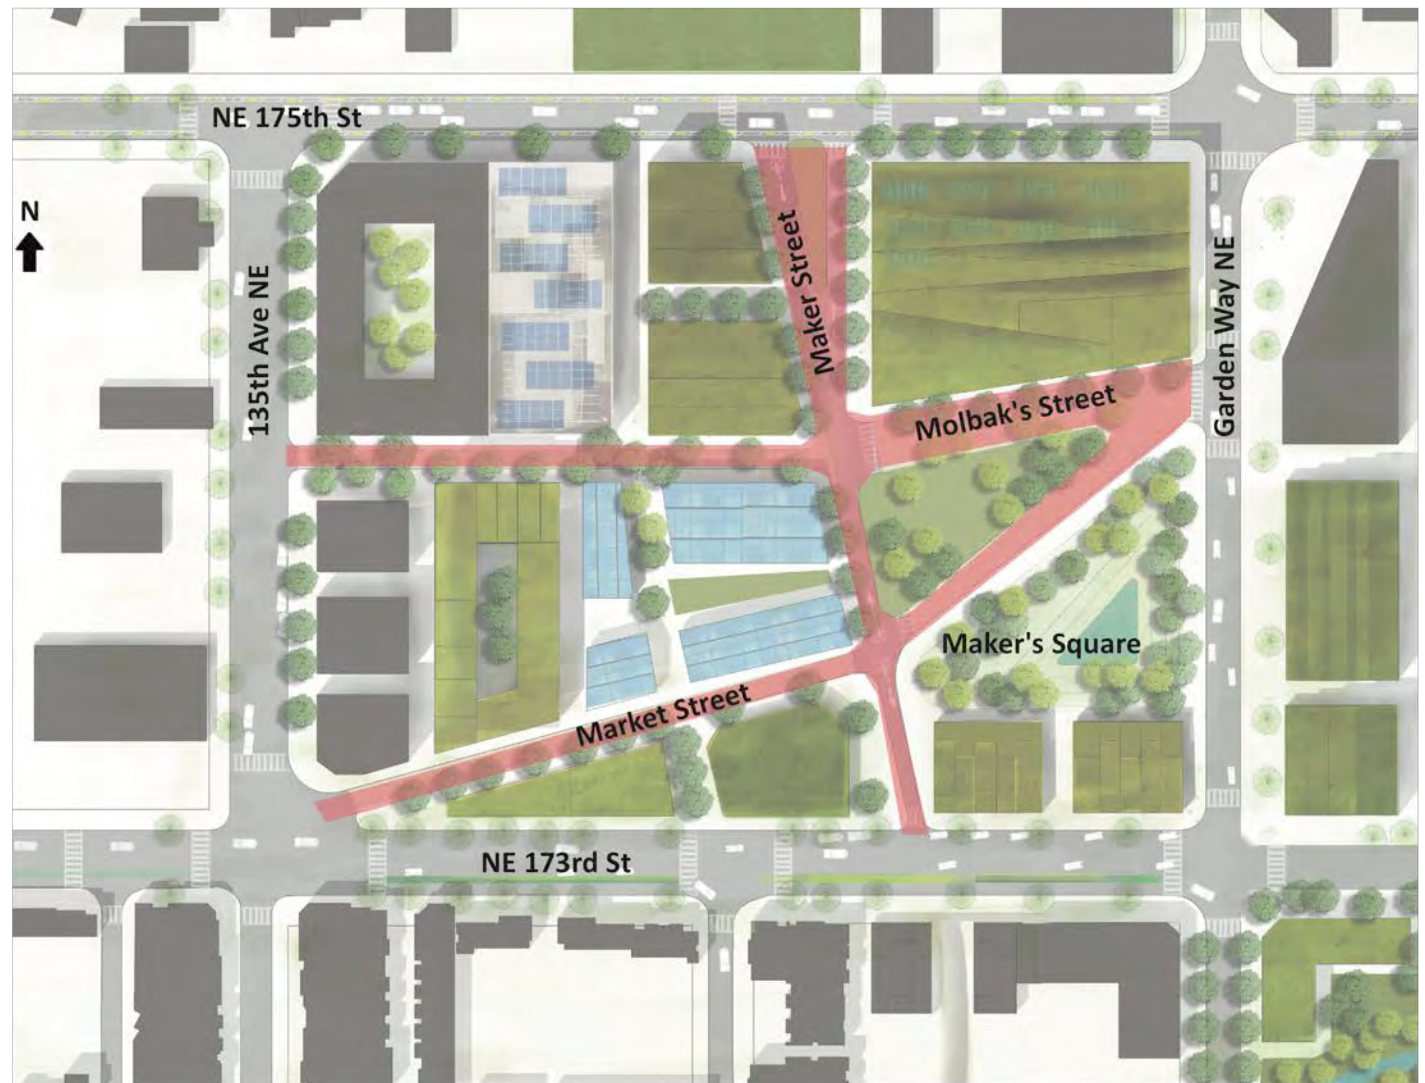 NE 175th St
N
135th Ave NE
Maker Street
Garden Way NE
Molbak's Street
Maker's Square
Market Street
NE 173rd St